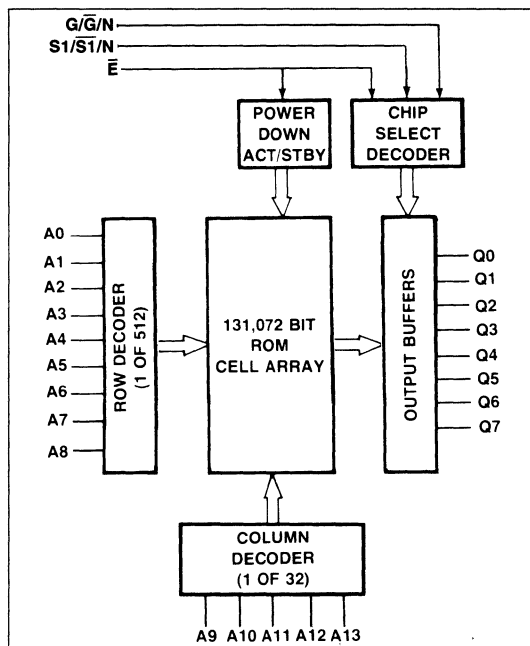 G/G̅/N
S1/S̅1̅/N
E̅
POWER
DOWN
ACT/STBY
CHIP
SELECT
DECODER
A0
A1
A2
A3
A4
A5
A6
A7
A8
ROW DECODER
(1 OF 512)
131,072 BIT
ROM
CELL ARRAY
OUTPUT BUFFERS
Q0
Q1
Q2
Q3
Q4
Q5
Q6
Q7
COLUMN
DECODER
(1 OF 32)
A9 A10 A11 A12 A13